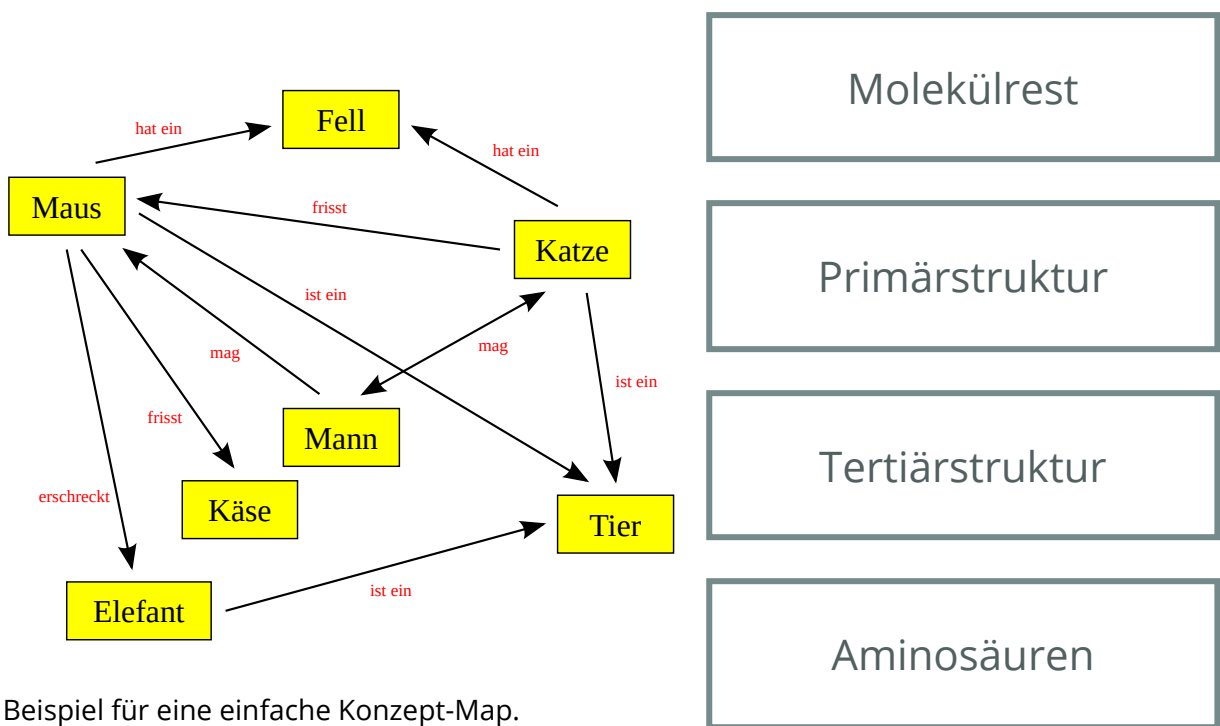 Fell
hat ein
hat ein
Maus
frisst
Katze
ist ein
mag
mag
ist ein
frisst
Mann
erschreckt
Käse
Tier
Elefant
ist ein
Beispiel für eine einfache Konzept-Map.
Molekülrest
Primärstruktur
Tertiärstruktur
Aminosäuren